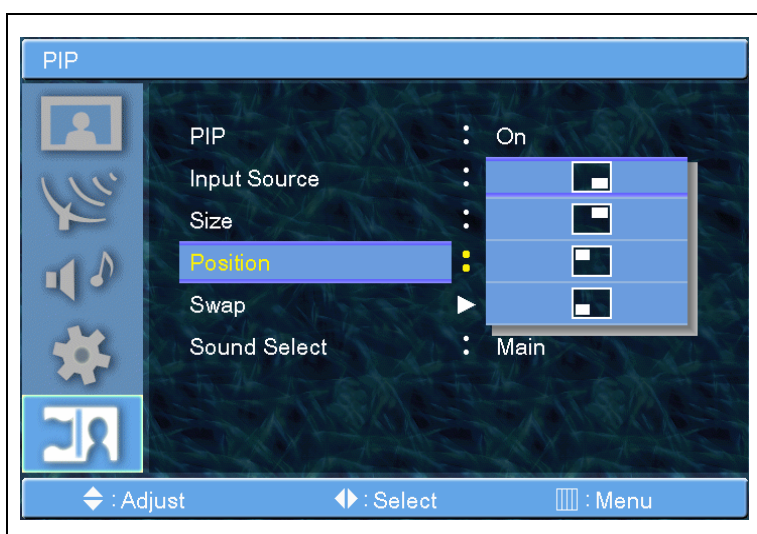 PIP
PIP : On
Input Source :
Size :
Position :
Swap
Sound Select : Main
: Adjust : Select : Menu